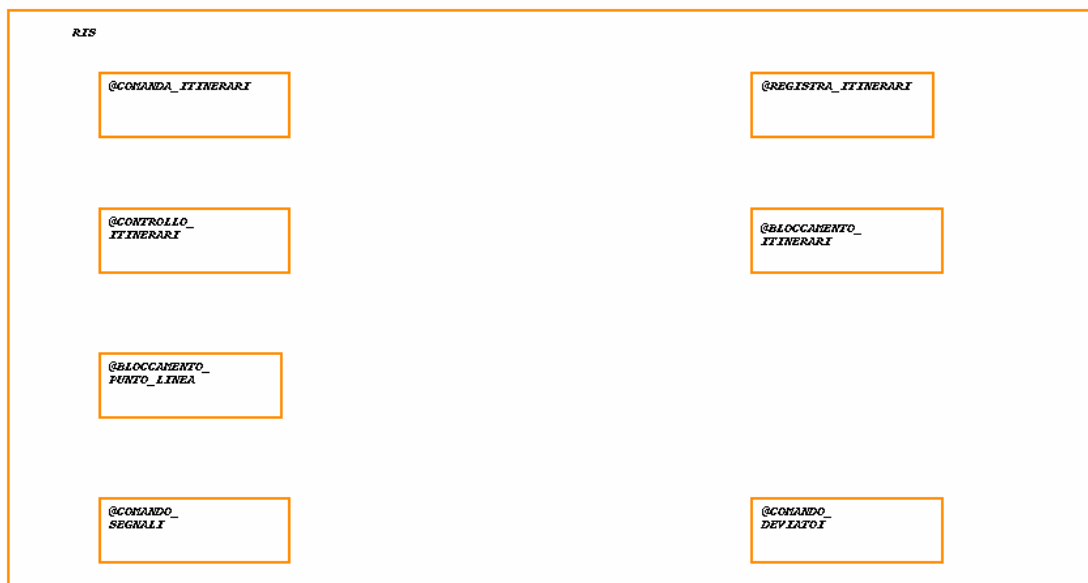 RIS
@COMANDA_ITINERARI
@REGISTRA_ITINERARI
@CONTROLLO_
ITINERARI
@BLOCCAMENTO_
ITINERARI
@BLOCCAMENTO_
PUNTO_LINEA
@COMANDO_
SEGNALI
@COMANDO_
DEVIATOI